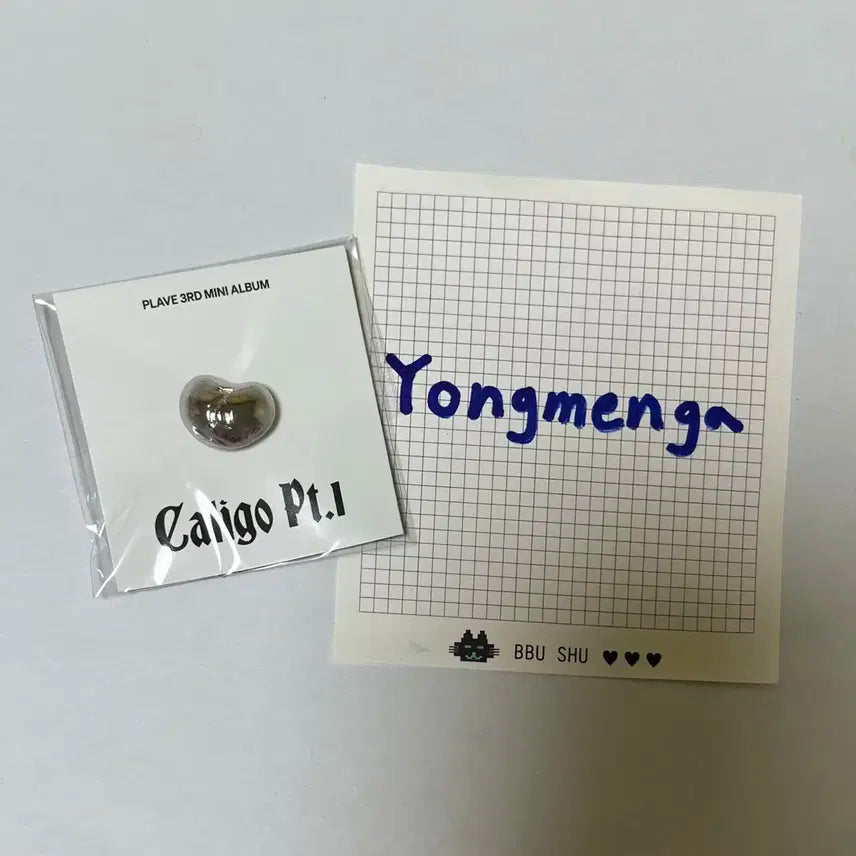 PLAVE 3RD MINI ALBUM
Caligo Pt.1
Yongmenga
BBU SHU ♥♥♥